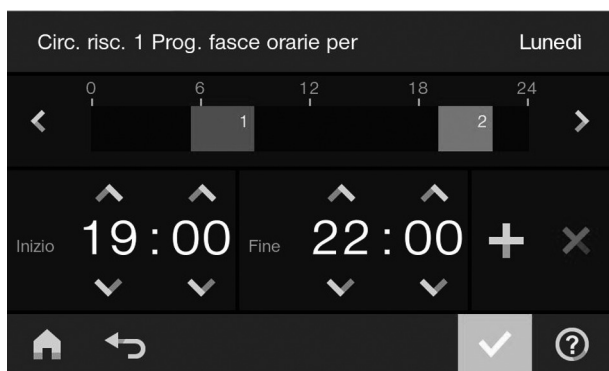 Circ. risc. 1 Prog. fasce orarie per Lunedì
0 6 12 18 24
1 2
Inizio 19:00 Fine 22:00